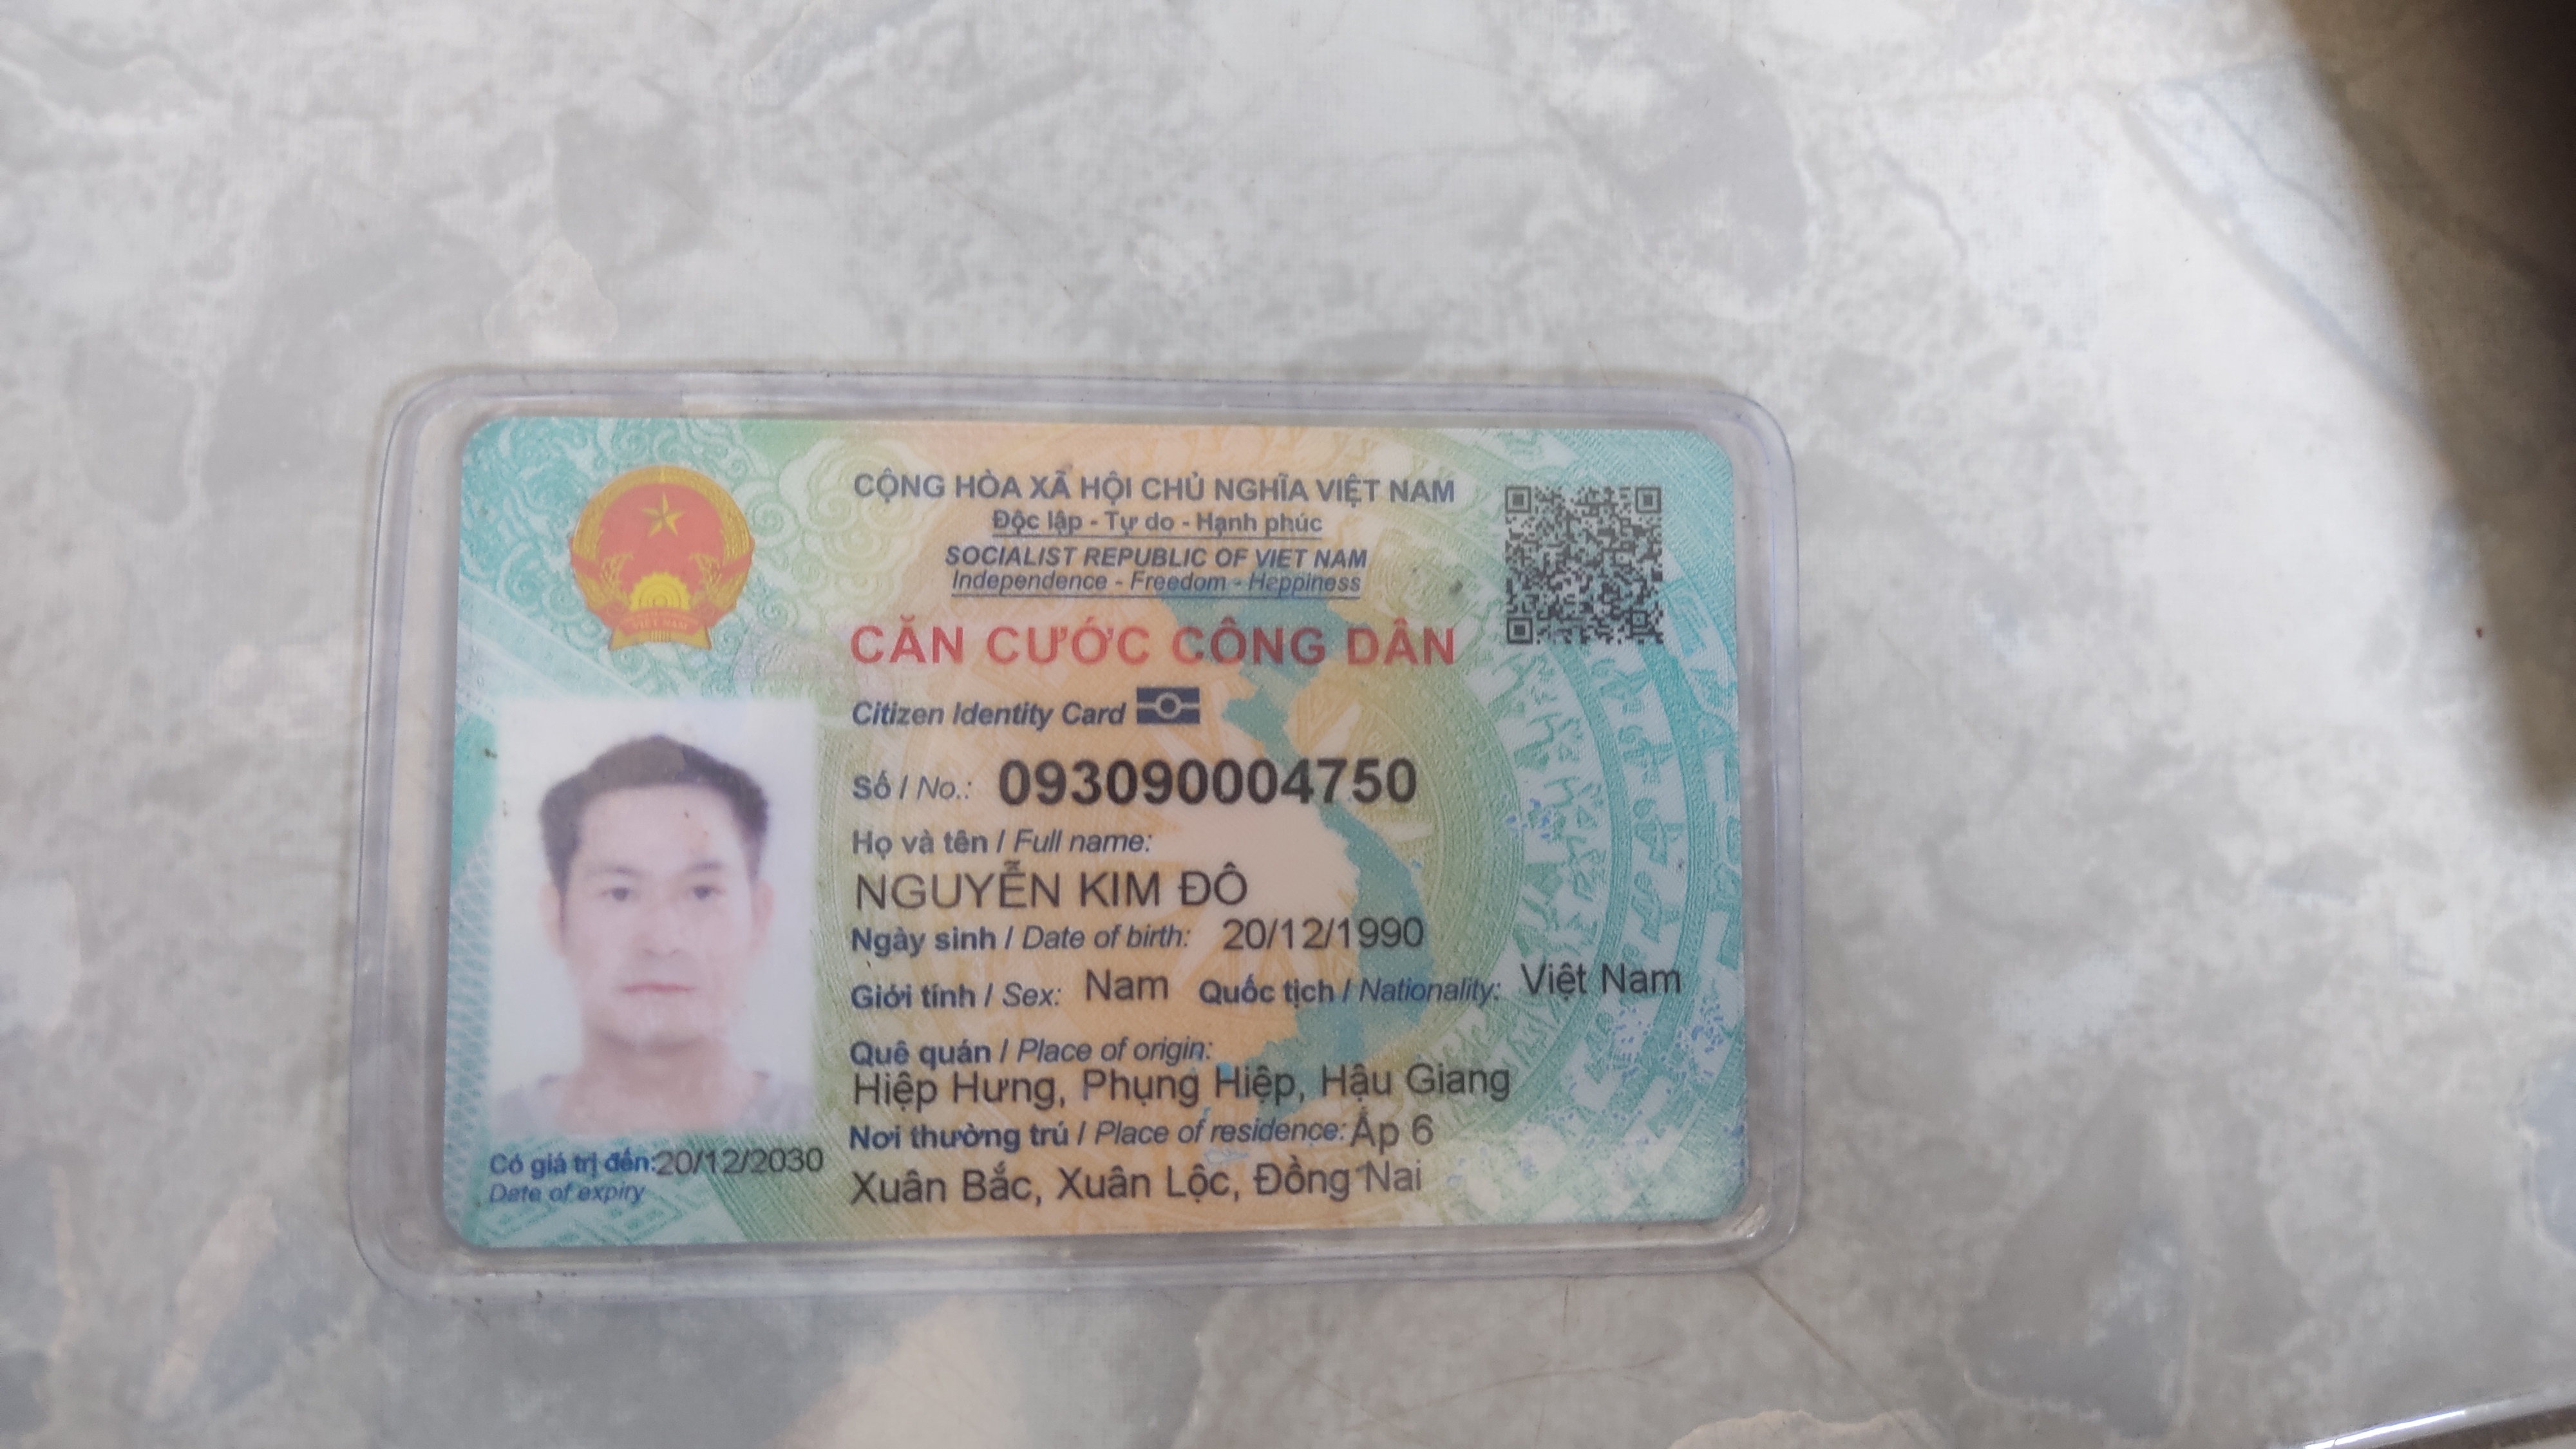 CỘNG HÒA XÃ HỘI CHỦ NGHĨA VIỆT NAM
Độc lập - Tự do - Hạnh phúc
SOCIALIST REPUBLIC OF VIET NAM
Independence - Freedom - Happiness
VIỆT NAM
CĂN CƯỚC CÔNG DÂN
Citizen Identity Card
Số / No.: 093090004750
Họ và tên / Full name:
NGUYỄN KIM ĐÔ
Ngày sinh / Date of birth: 20/12/1990
Giới tính / Sex: Nam Quốc tịch / Nationality: Việt Nam
Quê quán / Place of origin:
Hiệp Hưng, Phụng Hiệp, Hậu Giang
Nơi thường trú / Place of residence: Ấp 6
Xuân Bắc, Xuân Lộc, Đồng Nai
Có giá trị đến: 20/12/2030
Date of expiry